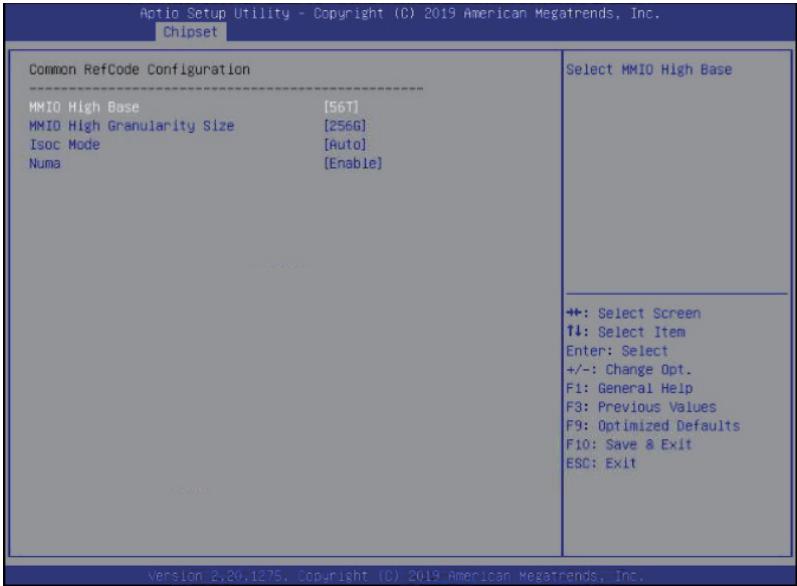 Aptio Setup Utility - Copyright (C) 2019 American Megatrends, Inc.
Chipset
Common RefCode Configuration
------------------------------------------------
MMIO High Base [56T]
MMIO High Granularity Size [256G]
Isoc Mode [Auto]
Numa [Enable]
Select MMIO High Base
→←: Select Screen
↑↓: Select Item
Enter: Select
+/-: Change Opt.
F1: General Help
F3: Previous Values
F9: Optimized Defaults
F10: Save & Exit
ESC: Exit
Version 2.20.1275. Copyright (C) 2019 American Megatrends, Inc.